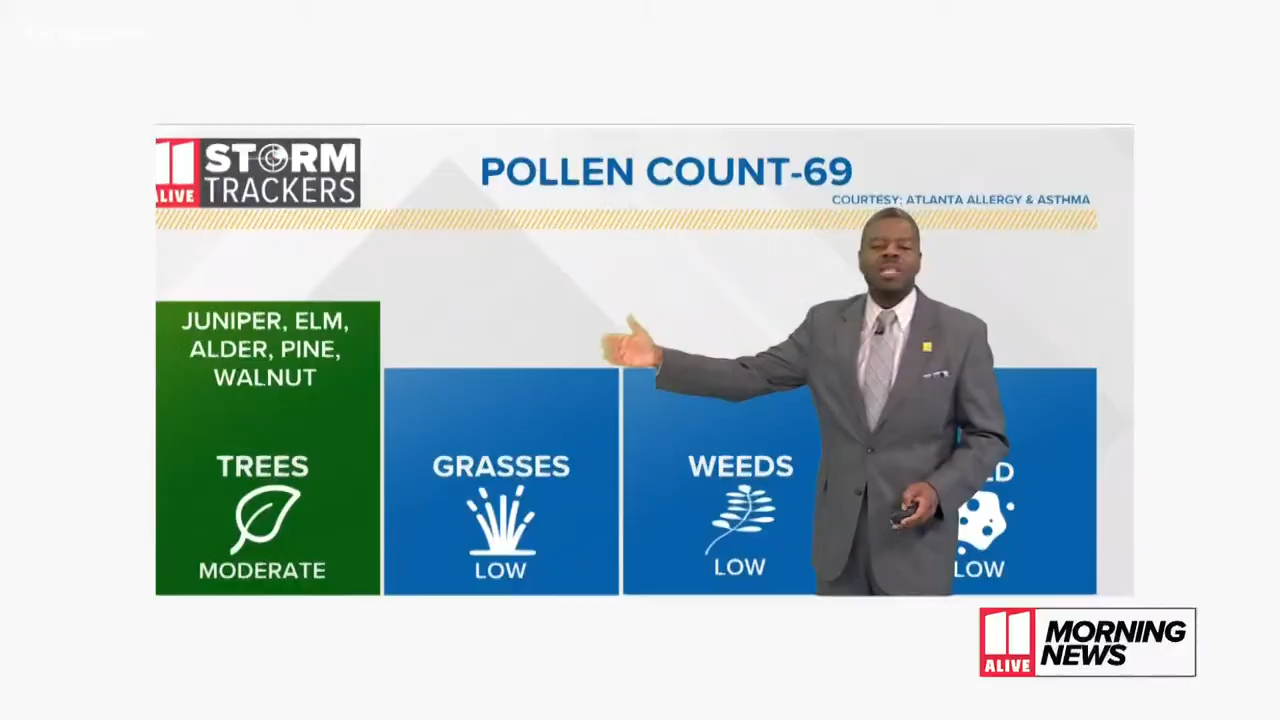 11 ALIVE
STORM
TRACKERS
POLLEN COUNT-69
COURTESY: ATLANTA ALLERGY & ASTHMA
JUNIPER, ELM,
ALDER, PINE,
WALNUT
TREES
MODERATE
GRASSES
LOW
WEEDS
LOW
LOW
11 ALIVE
MORNING
NEWS